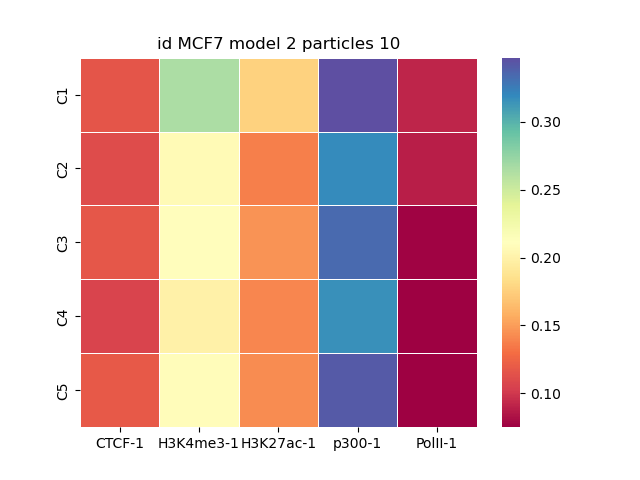 id MCF7 model 2 particles 10
C1
C2
C3
C4
C5
CTCF-1 H3K4me3-1 H3K27ac-1 p300-1 PolII-1
0.30
0.25
0.20
0.15
0.10